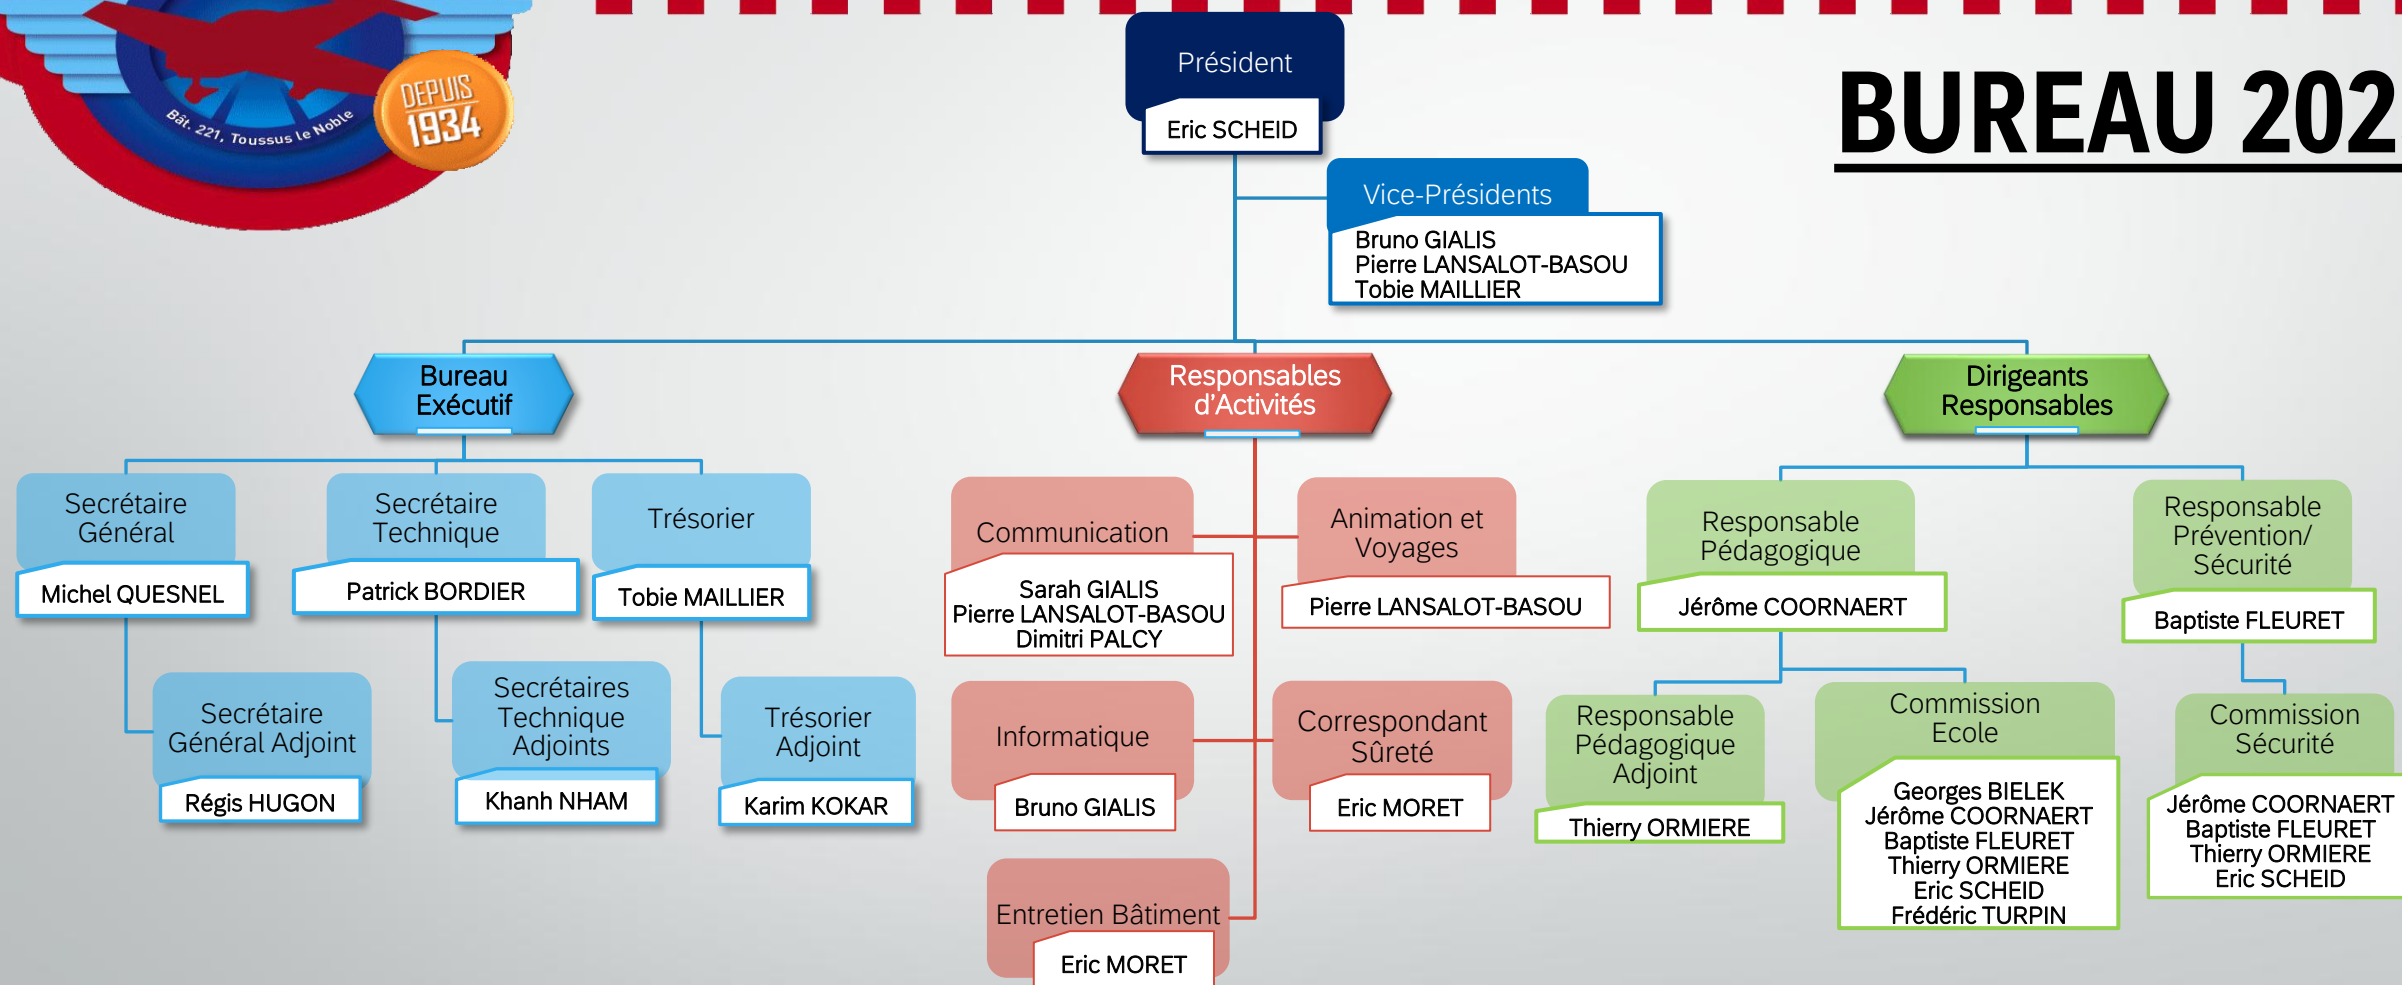 DEPUIS
1934
Bât. 221, Toussus le Noble
BUREAU 202
Président
Eric SCHEID
Vice-Présidents
Bruno GIALIS
Pierre LANSALOT-BASOU
Tobie MAILLIER
Bureau
Exécutif
Secrétaire
Général
Michel QUESNEL
Secrétaire
Général Adjoint
Régis HUGON
Secrétaire
Technique
Patrick BORDIER
Secrétaires
Technique
Adjoints
Khanh NHAM
Trésorier
Tobie MAILLIER
Trésorier
Adjoint
Karim KOKAR
Responsables
d’Activités
Communication
Sarah GIALIS
Pierre LANSALOT-BASOU
Dimitri PALCY
Animation et
Voyages
Pierre LANSALOT-BASOU
Informatique
Bruno GIALIS
Correspondant
Sûreté
Eric MORET
Entretien Bâtiment
Eric MORET
Dirigeants
Responsables
Responsable
Pédagogique
Jérôme COORNAERT
Responsable
Pédagogique
Adjoint
Thierry ORMIERE
Commission
Ecole
Georges BIELEK
Jérôme COORNAERT
Baptiste FLEURET
Thierry ORMIERE
Eric SCHEID
Frédéric TURPIN
Responsable
Prévention/
Sécurité
Baptiste FLEURET
Commission
Sécurité
Jérôme COORNAERT
Baptiste FLEURET
Thierry ORMIERE
Eric SCHEID